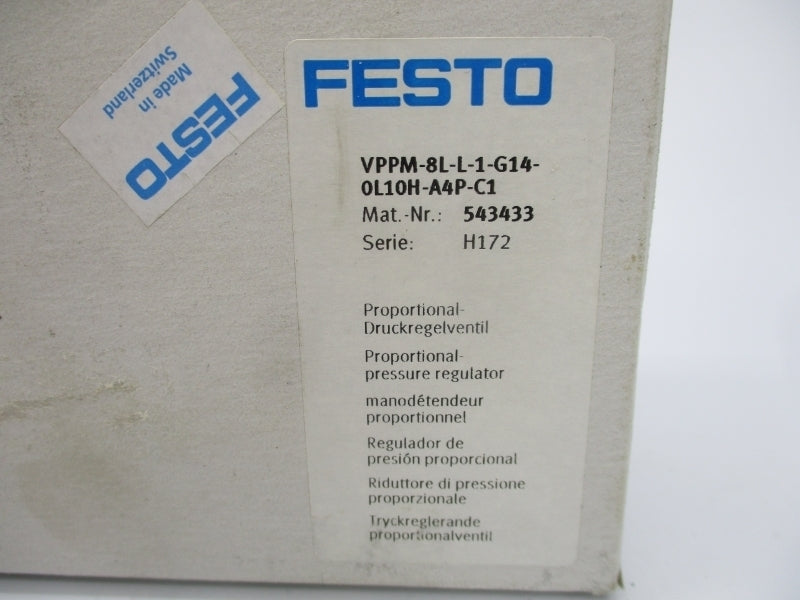 Made in
Switzerland
FESTO
FESTO
VPPM-8L-L-1-G14-
0L10H-A4P-C1
Mat.-Nr.: 543433
Serie: H172
Proportional-
Druckregelventil
Proportional-
pressure regulator
manodétendeur
proportionnel
Regulador de
presión proporcional
Riduttore di pressione
proporzionale
Tryckreglerande
proportionalventil